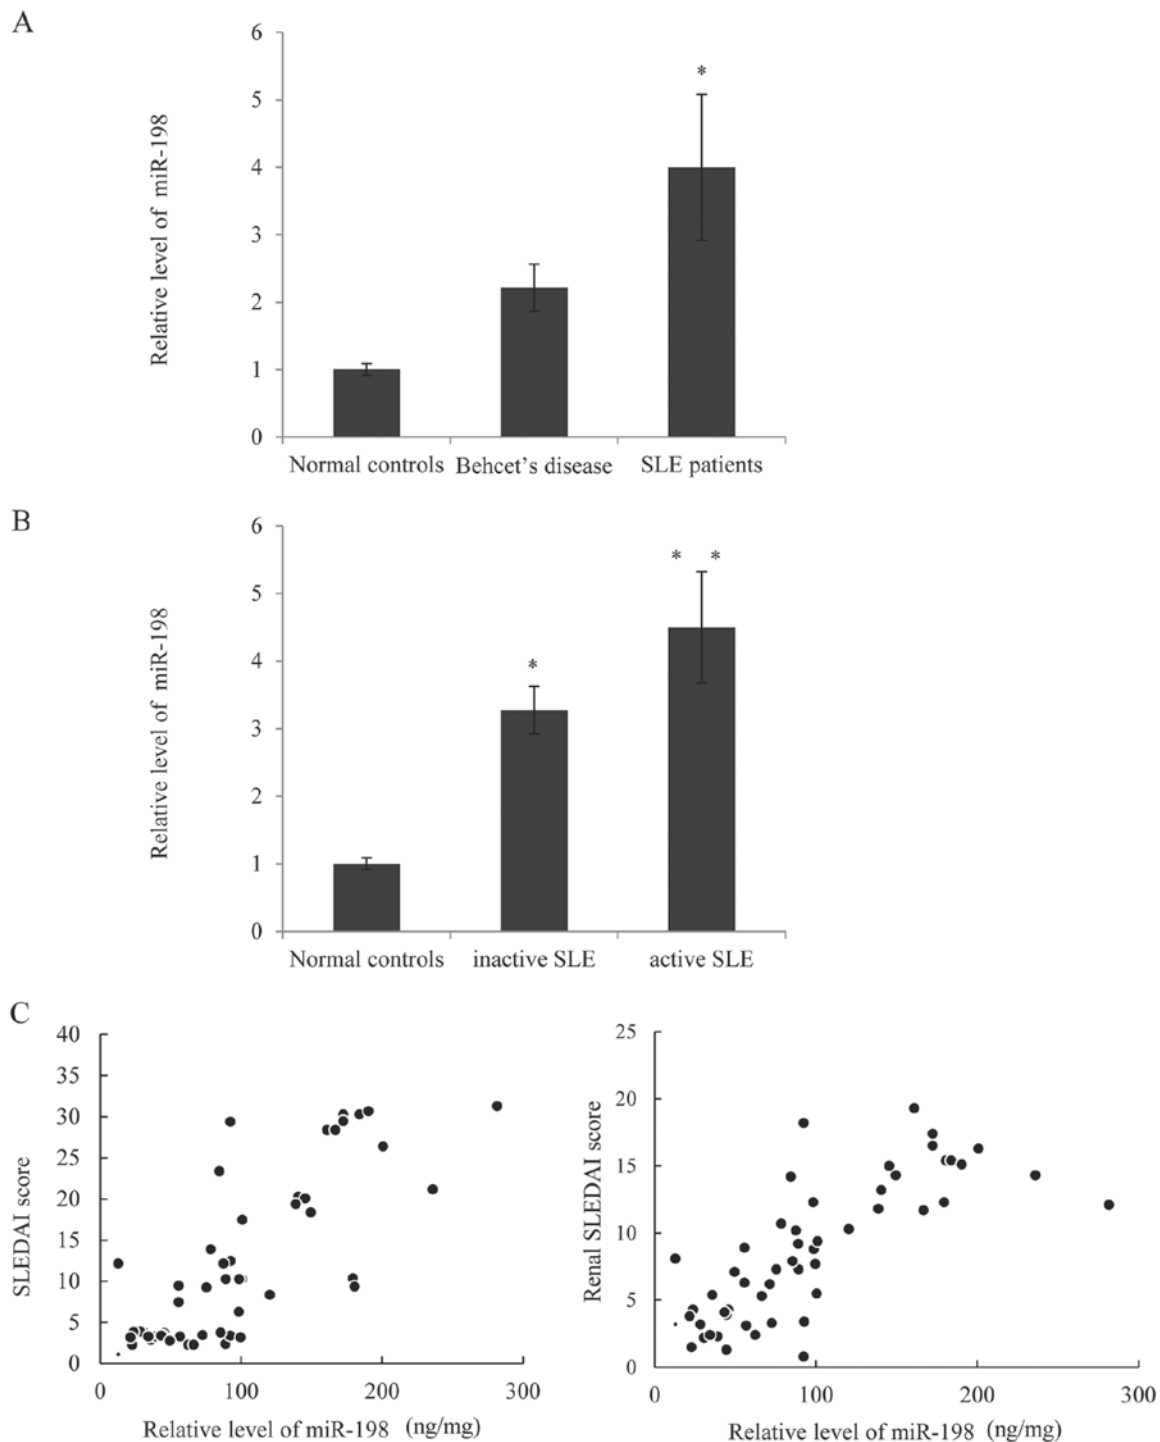 A
Relative level of miR-198
6
5
4
3
2
1
0
*
Normal controls
Behcet's disease
SLE patients
B
Relative level of miR-198
6
5
4
3
2
1
0
*
* *
Normal controls
inactive SLE
active SLE
C
SLEDAI score
40
35
30
25
20
15
10
5
0
0
100
200
300
Relative level of miR-198 (ng/mg)
Renal SLEDAI score
25
20
15
10
5
0
0
100
200
300
Relative level of miR-198 (ng/mg)